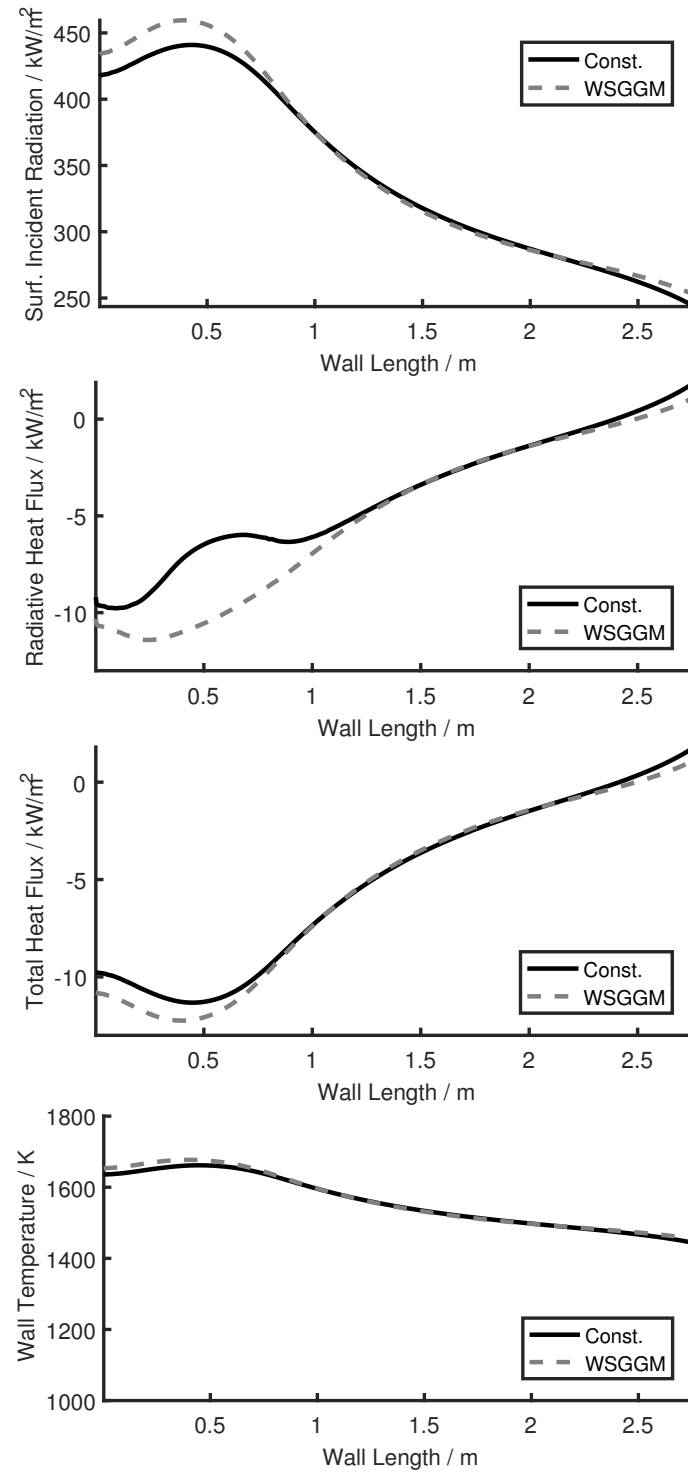 Surf. Incident Radiation / kW/m²
450
400
350
300
250
Const.
WSGGM
0.5
1
1.5
2
2.5
Wall Length / m
Radiative Heat Flux / kW/m²
0
-5
-10
Const.
WSGGM
0.5
1
1.5
2
2.5
Wall Length / m
Total Heat Flux / kW/m²
0
-5
-10
Const.
WSGGM
0.5
1
1.5
2
2.5
Wall Length / m
Wall Temperature / K
1800
1600
1400
1200
1000
Const.
WSGGM
0.5
1
1.5
2
2.5
Wall Length / m